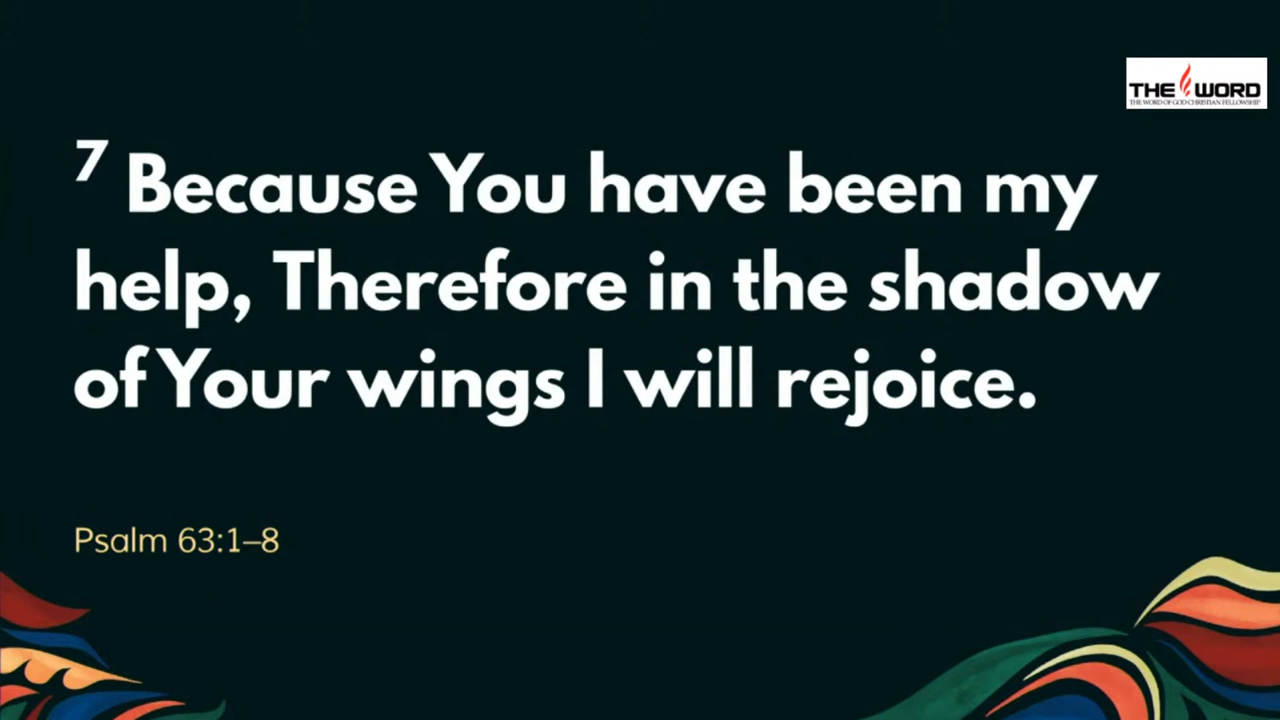 THE WORD
THE WORD OF GOD CHRISTIAN FELLOWSHIP
7 Because You have been my
help, Therefore in the shadow
of Your wings I will rejoice.
Psalm 63:1–8